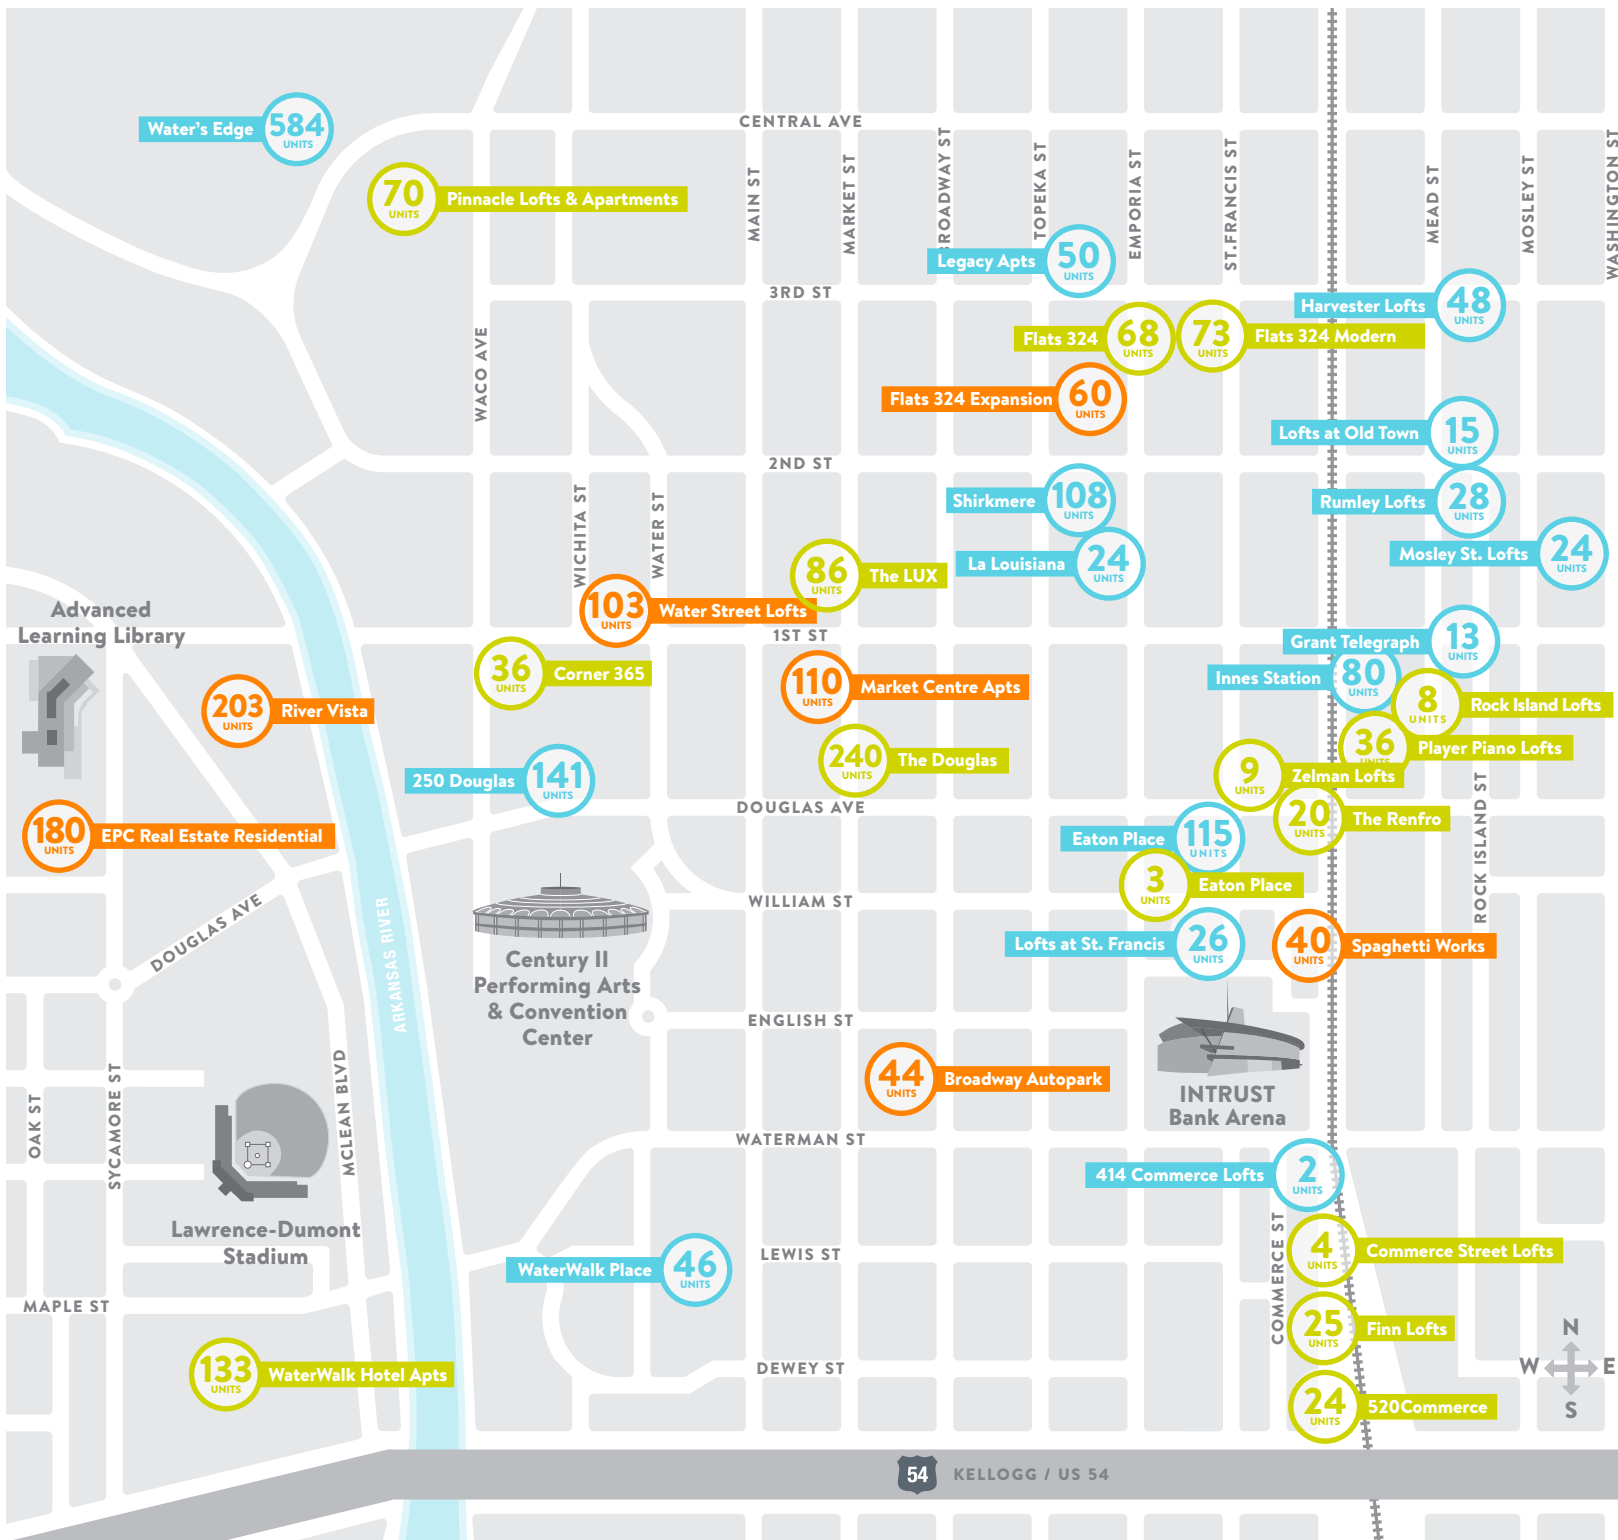 CENTRAL AVE
Water's Edge
584
UNITS
70
UNITS
Pinnacle Lofts & Apartments
MAIN ST
MARKET ST
ROADWAY ST
TOPEKA ST
EMPORIA ST
ST.FRANCIS ST
MEAD ST
MOSLEY ST
WASHINGTON ST
Legacy Apts
50
UNITS
3RD ST
Harvester Lofts
48
UNITS
Flats 324
68
UNITS
73
UNITS
Flats 324 Modern
WACO AVE
Flats 324 Expansion
60
UNITS
Lofts at Old Town
15
UNITS
2ND ST
Shirkmere
108
UNITS
Rumley Lofts
28
UNITS
WICHITA ST
WATER ST
La Louisiana
24
UNITS
Mosley St. Lofts
24
UNITS
86
UNITS
The LUX
103
UNITS
Water Street Lofts
Advanced
Learning Library
1ST ST
Grant Telegraph
13
UNITS
36
UNITS
Corner 365
110
UNITS
Market Centre Apts
Innes Station
80
UNITS
8
UNITS
Rock Island Lofts
203
UNITS
River Vista
36
UNITS
Player Piano Lofts
240
UNITS
The Douglas
250 Douglas
141
UNITS
9
UNITS
Zelman Lofts
DOUGLAS AVE
20
UNITS
The Renfro
180
UNITS
EPC Real Estate Residential
Eaton Place
115
UNITS
ROCK ISLAND ST
3
UNITS
Eaton Place
WILLIAM ST
DOUGLAS AVE
ARKANSAS RIVER
Lofts at St. Francis
26
UNITS
40
UNITS
Spaghetti Works
Century II
Performing Arts
& Convention
Center
ENGLISH ST
44
UNITS
Broadway Autopark
INTRUST
Bank Arena
OAK ST
SYCAMORE ST
MCLEAN BLVD
WATERMAN ST
414 Commerce Lofts
2
UNITS
Lawrence-Dumont
Stadium
COMMERCE ST
4
UNITS
Commerce Street Lofts
LEWIS ST
WaterWalk Place
46
UNITS
MAPLE ST
25
UNITS
Finn Lofts
N
W
E
S
133
UNITS
WaterWalk Hotel Apts
DEWEY ST
24
UNITS
520Commerce
54
KELLOGG / US 54